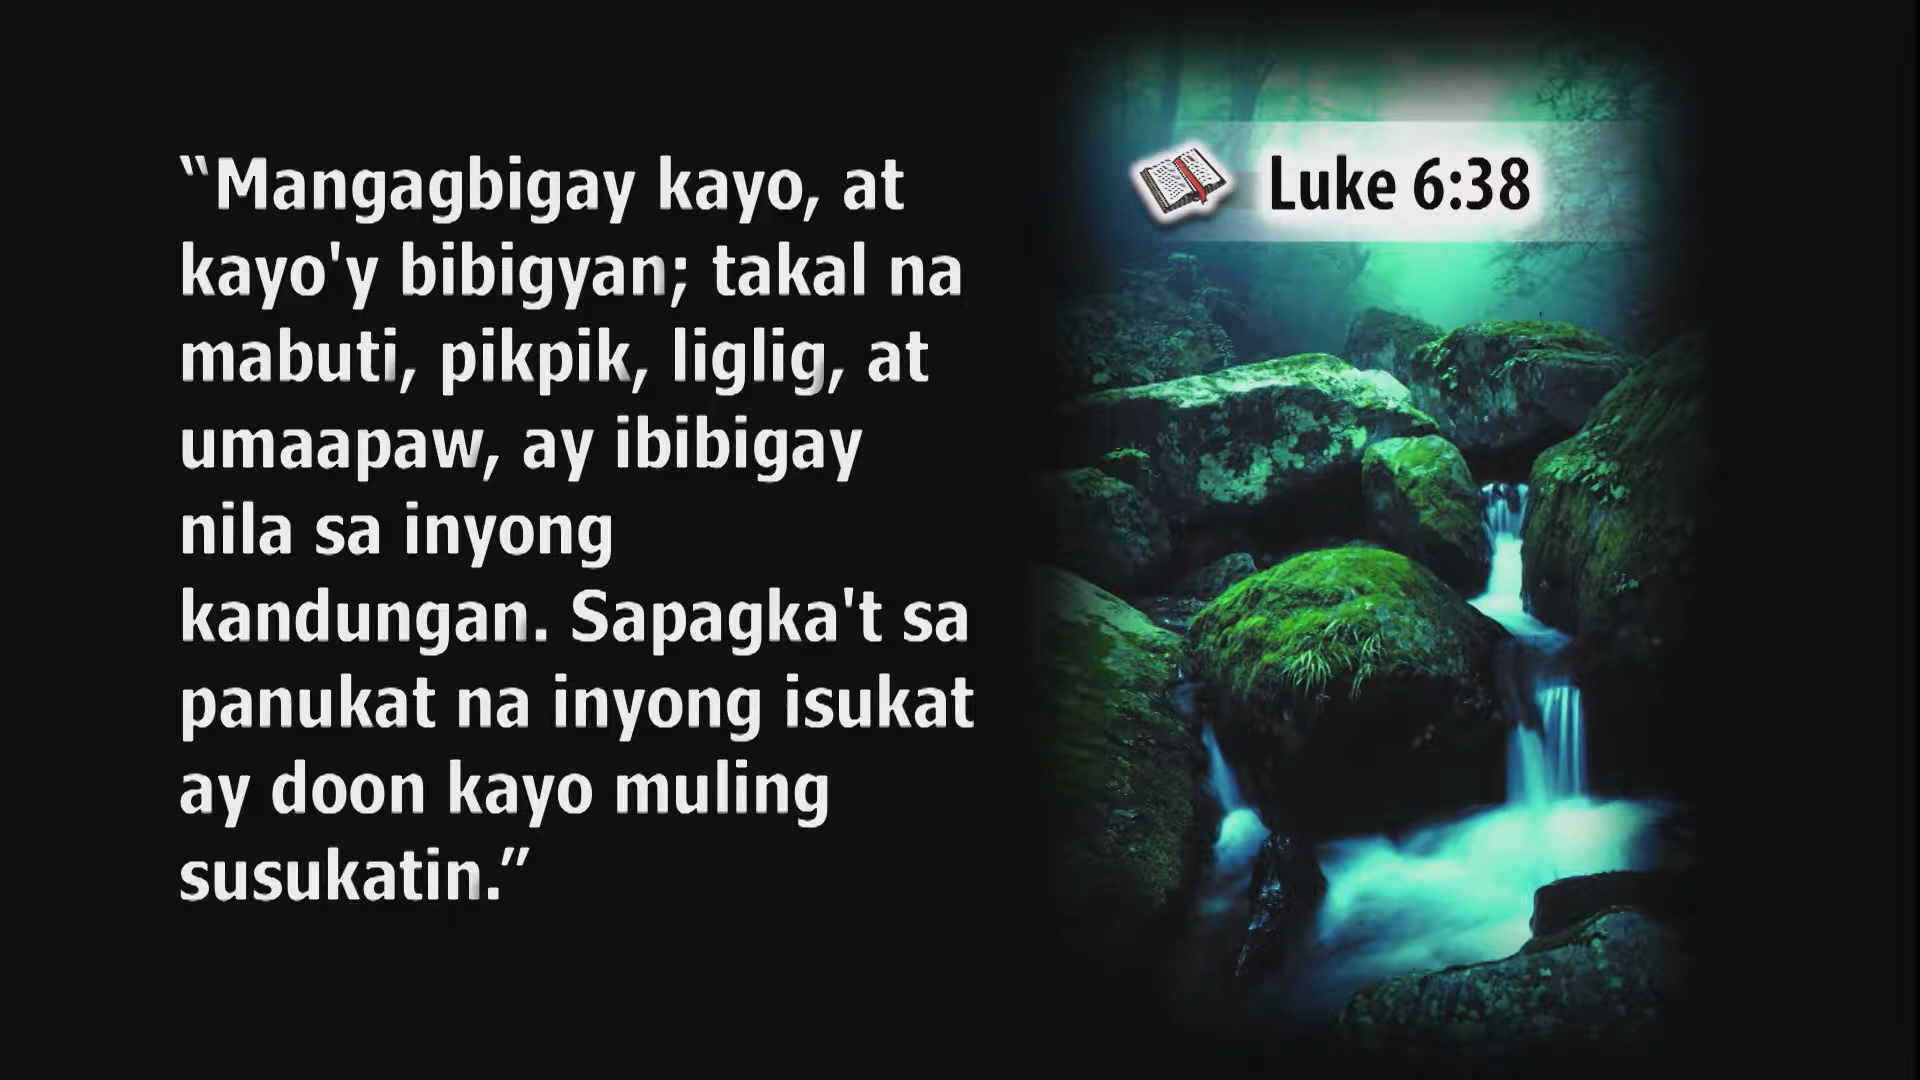 “Mangagbigay kayo, at
kayo'y bibigyan; takal na
mabuti, pikpik, liglig, at
umaapaw, ay ibibigay
nila sa inyong
kandungan. Sapagka't sa
panukat na inyong isukat
ay doon kayo muling
susukatin.”
Luke 6:38